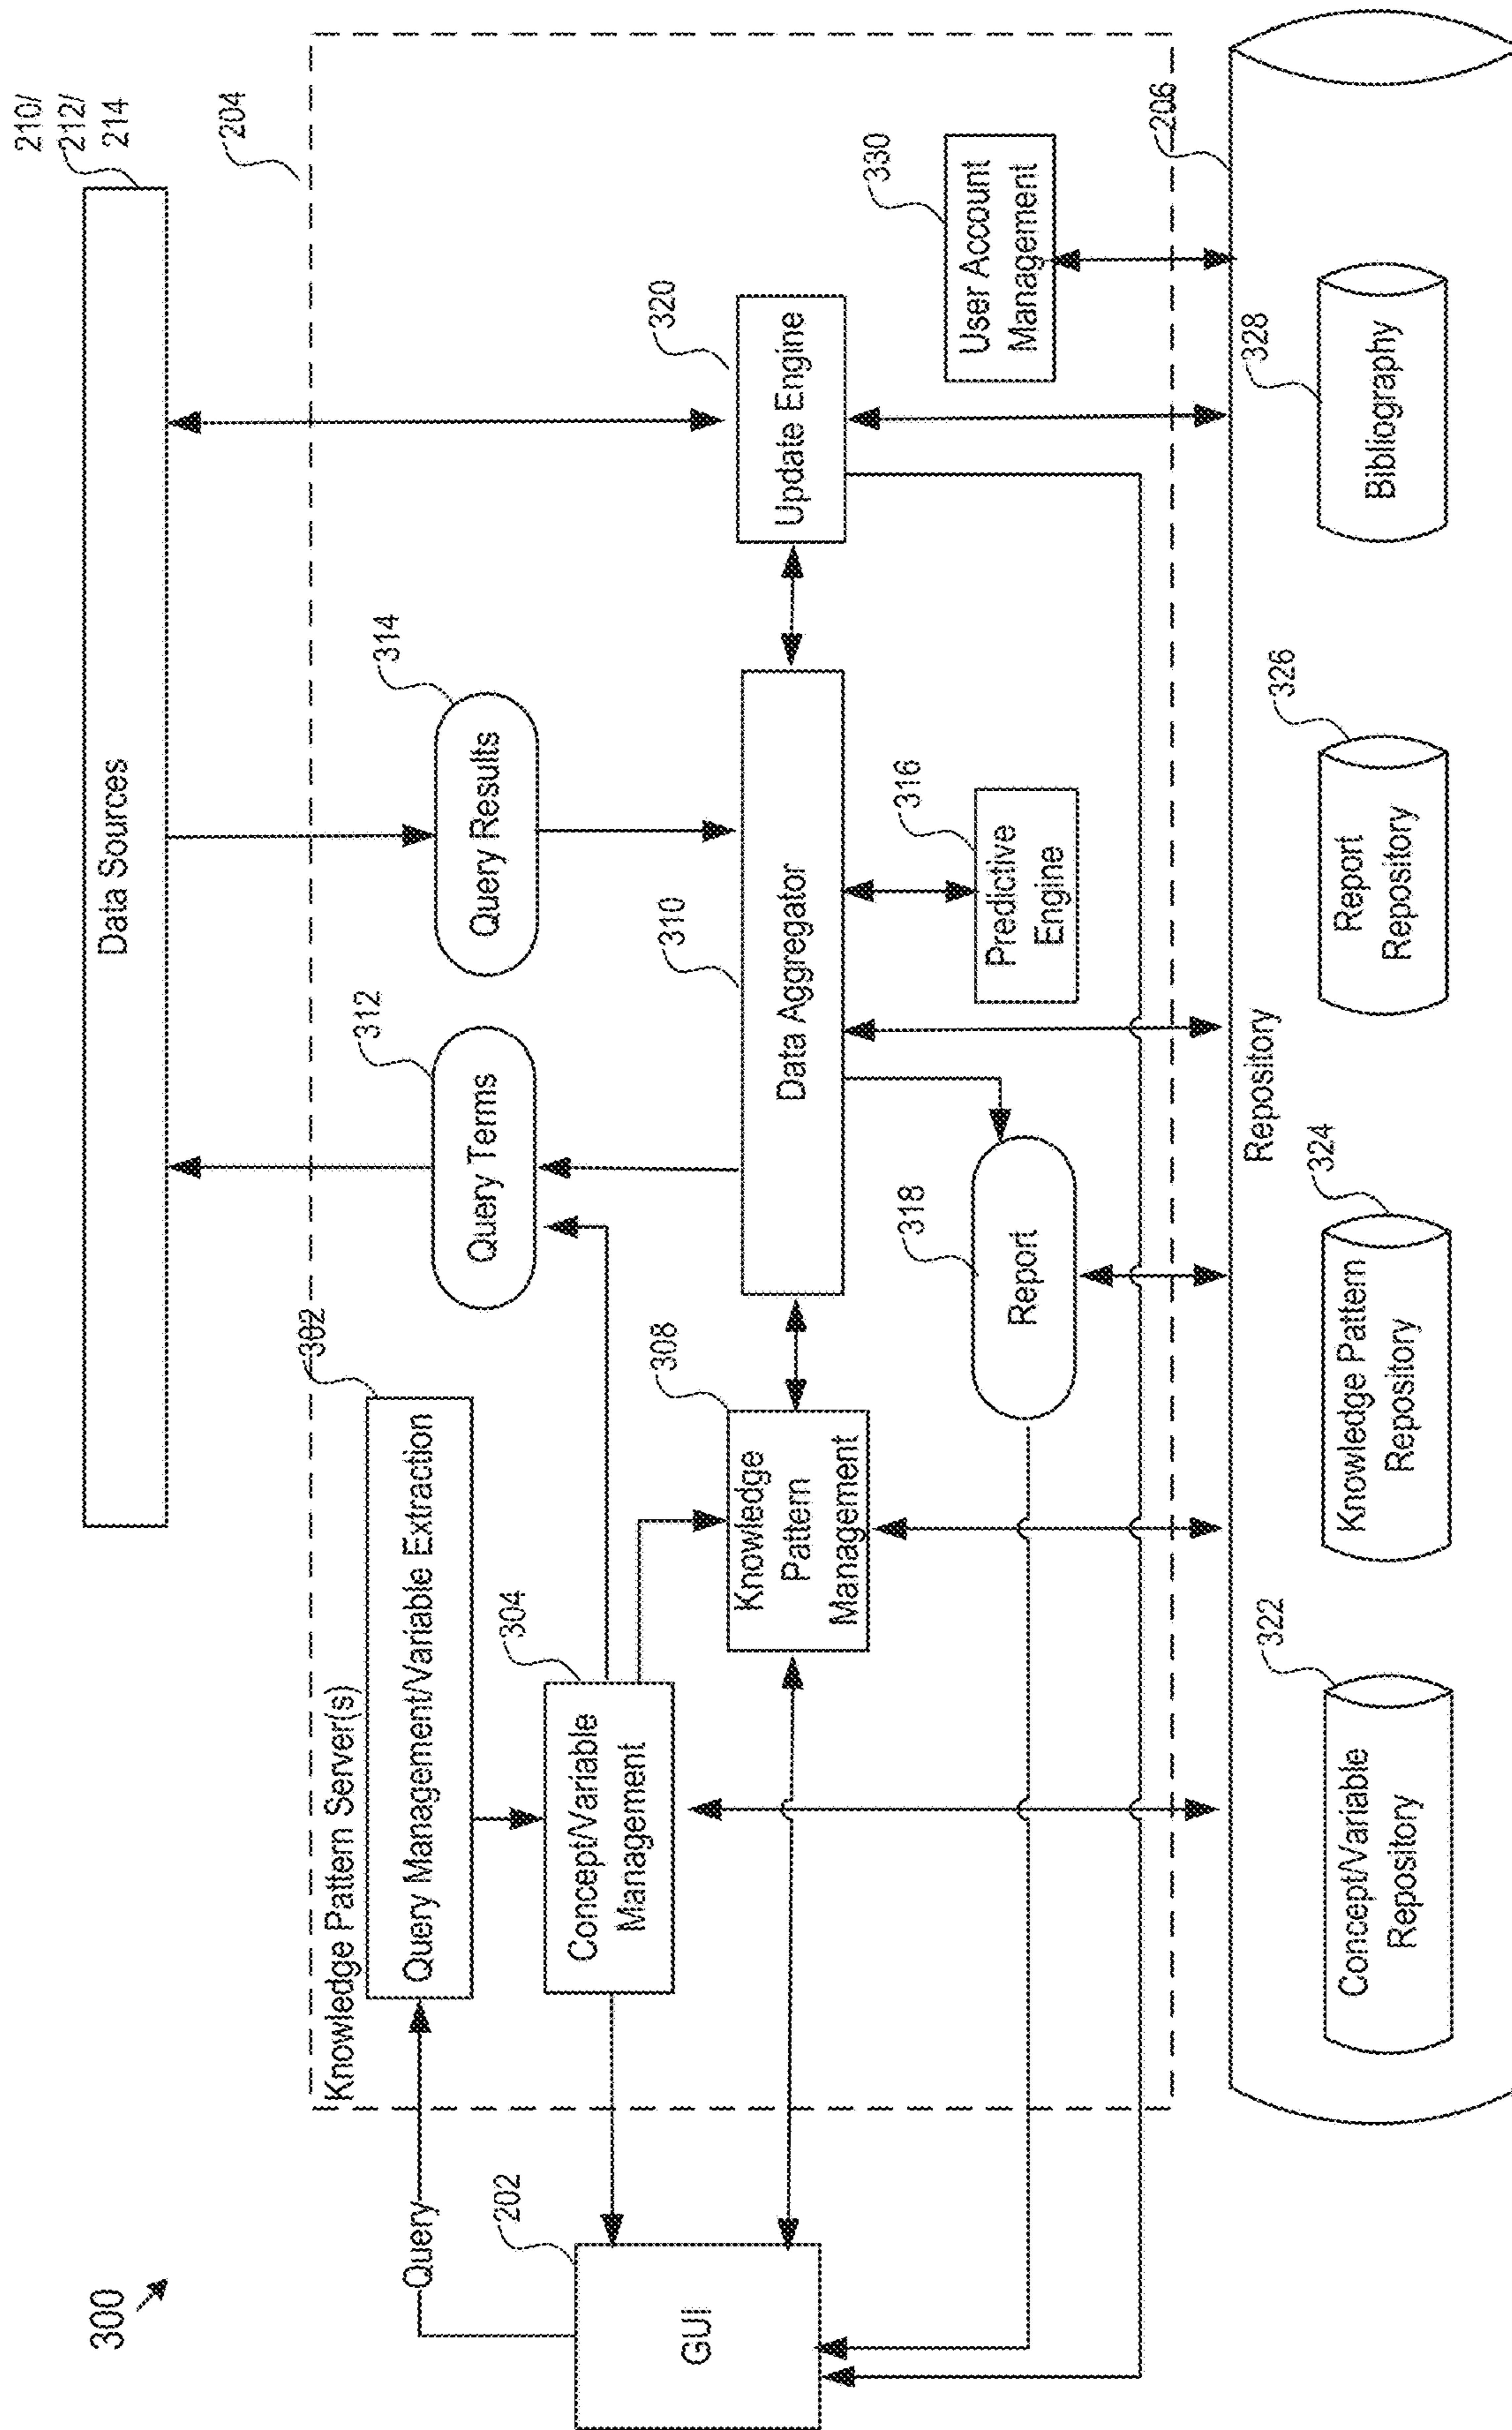 300
210/
212/
214
Data Sources
204
Knowledge Pattern Server(s)
302
Query Management/Variable Extraction
Query
202
GUI
304
Concept/Variable
Management
312
Query Terms
314
Query Results
308
Knowledge
Pattern
Management
310
Data Aggregator
320
Update Engine
318
Report
316
Predictive
Engine
330
User Account
Management
206
Repository
322
Concept/Variable
Repository
324
Knowledge Pattern
Repository
326
Report
Repository
328
Bibliography